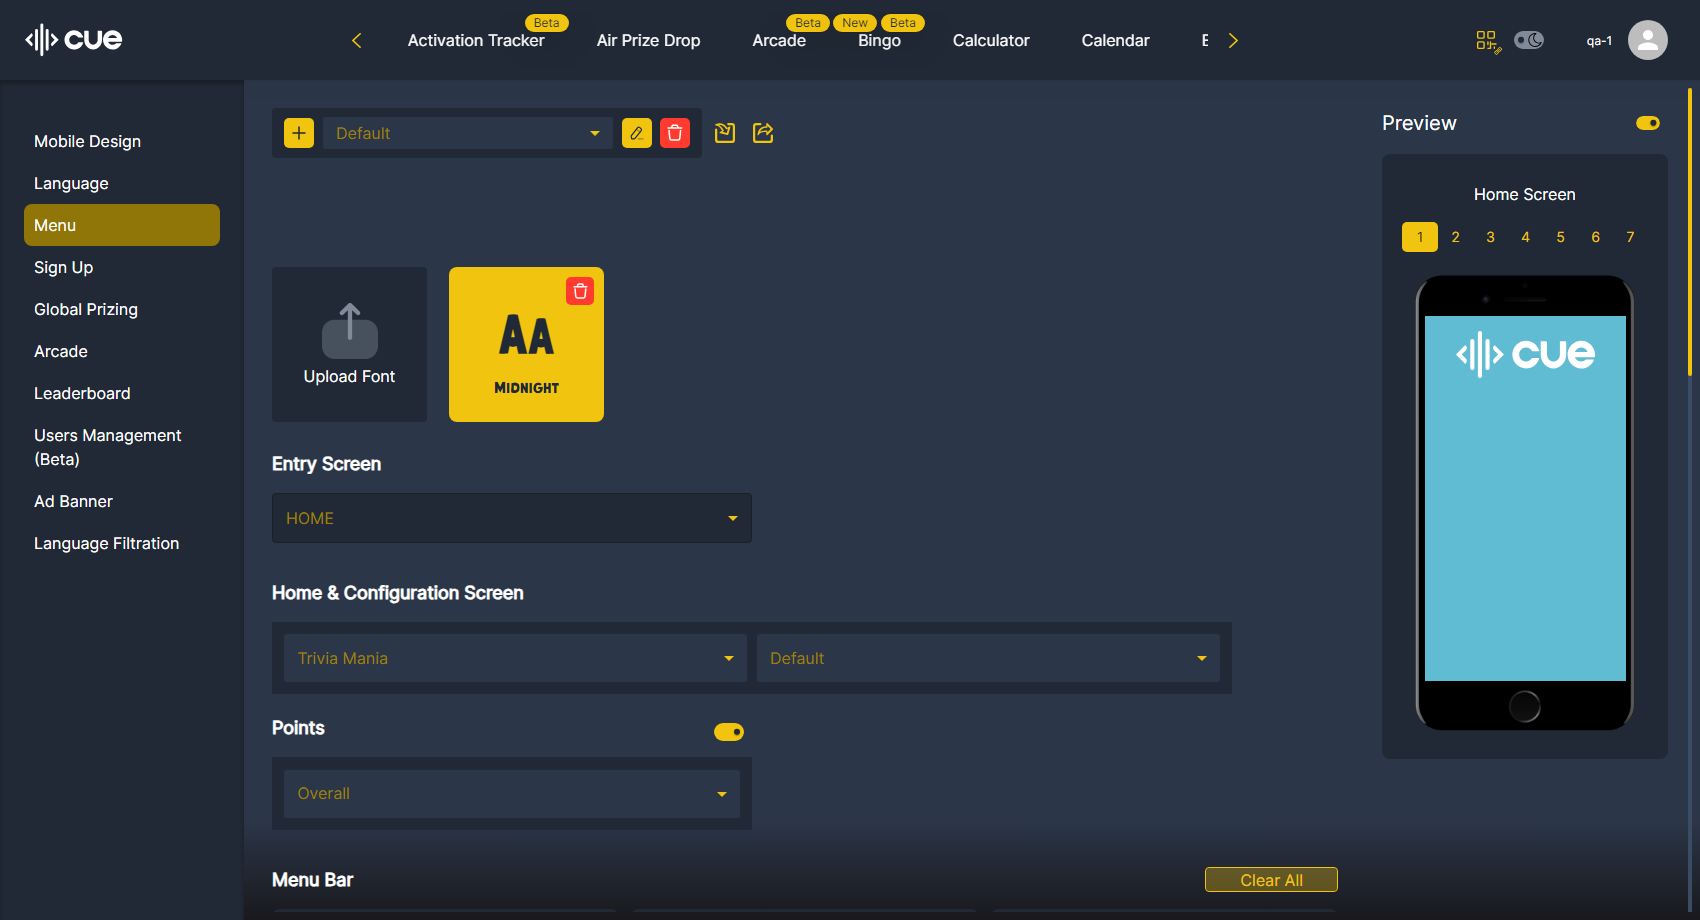 cue
Activation Tracker
Beta
Air Prize Drop
Arcade
Beta
New
Bingo
Beta
Calculator
Calendar
qa-1
Mobile Design
Language
Menu
Sign Up
Global Prizing
Arcade
Leaderboard
Users Management
(Beta)
Ad Banner
Language Filtration
Default
Upload Font
AA
MIDNIGHT
Entry Screen
HOME
Home & Configuration Screen
Trivia Mania
Default
Points
Overall
Menu Bar
Clear All
Preview
Home Screen
1 2 3 4 5 6 7
cue